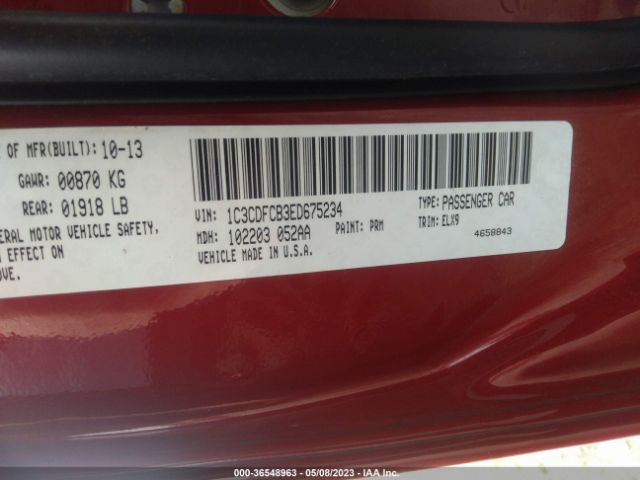 E OF MFR(BUILT): 10-13
GAWR: 00870 KG
REAR: 01918 LB
ERAL MOTOR VEHICLE SAFETY,
N EFFECT ON
OVE.
VIN: 1C3CDFCB3ED675234
TYPE: PASSENGER CAR
MDH: 102203 052AA
PAINT: PRM
TRIM: ELX9
VEHICLE MADE IN U.S.A.
4658843
000-36548963 - 05/08/2023 - IAA Inc.